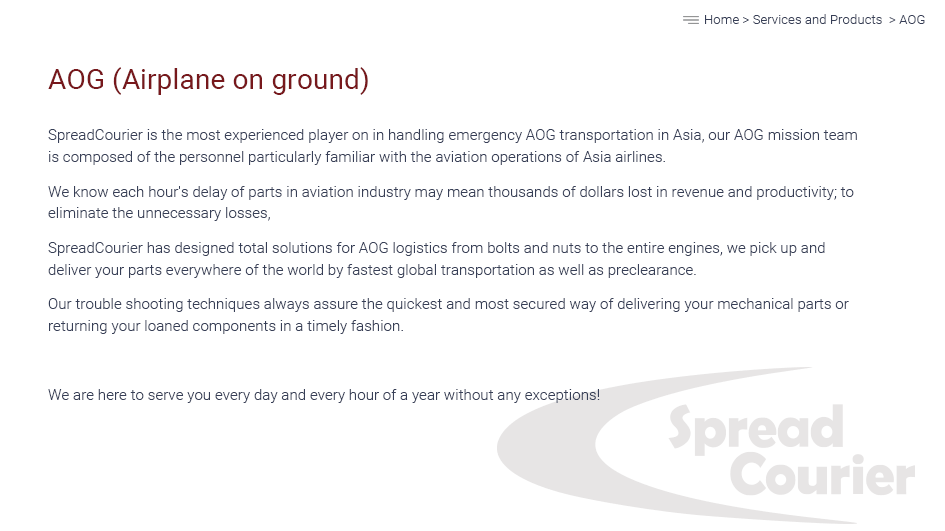 Home > Services and Products > AOG
AOG (Airplane on ground)
SpreadCourier is the most experienced player on in handling emergency AOG transportation in Asia, our AOG mission team
is composed of the personnel particularly familiar with the aviation operations of Asia airlines.
We know each hour's delay of parts in aviation industry may mean thousands of dollars lost in revenue and productivity; to
eliminate the unnecessary losses,
SpreadCourier has designed total solutions for AOG logistics from bolts and nuts to the entire engines, we pick up and
deliver your parts everywhere of the world by fastest global transportation as well as preclearance.
Our trouble shooting techniques always assure the quickest and most secured way of delivering your mechanical parts or
returning your loaned components in a timely fashion.
We are here to serve you every day and every hour of a year without any exceptions!
Spread
Courier